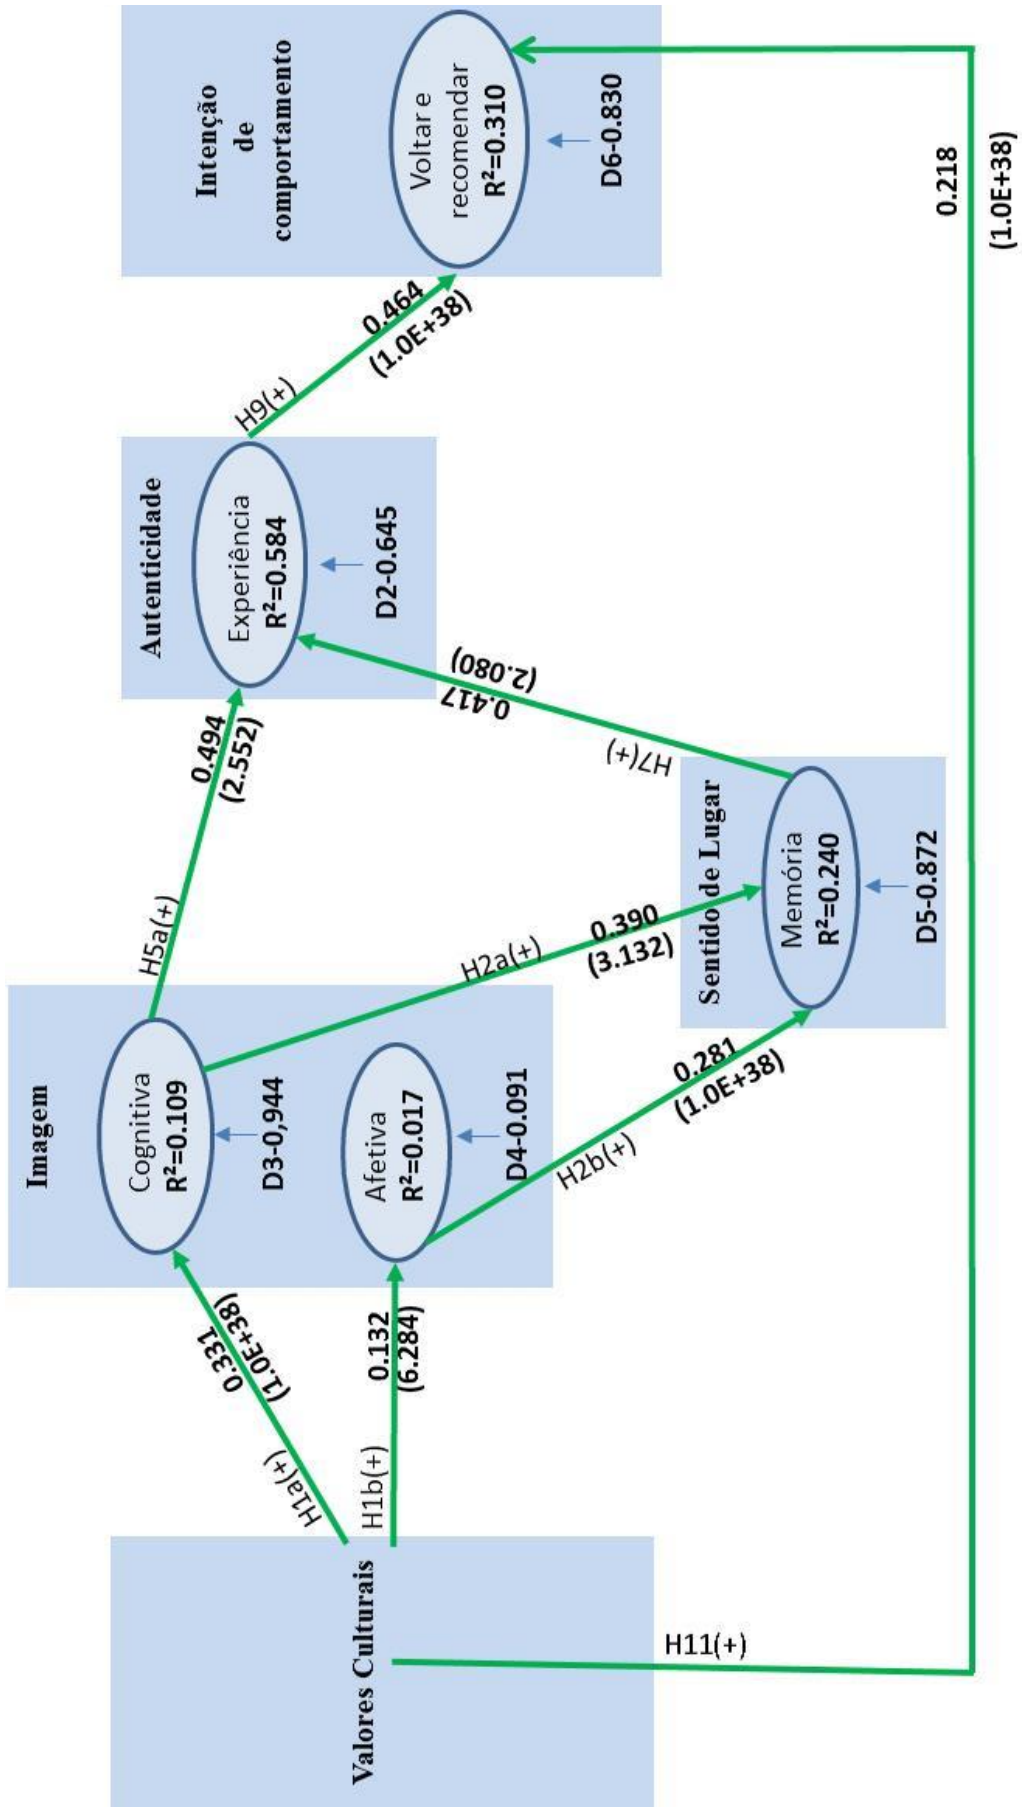 Valores Culturais
H1a(+)
0.331
(1.0E+38)
H1b(+)
0.132
(6.284)
H11(+)
0.218
(1.0E+38)
Imagem
Cognitiva
R²=0.109
D3-0,944
Afetiva
R²=0.017
D4-0.091
H5a(+)
0.494
(2.552)
H2a(+)
0.390
(3.132)
H2b(+)
0.281
(1.0E+38)
Sentido de Lugar
Memória
R²=0.240
D5-0.872
H7(+)
0.417
(2.080)
Autenticidade
Experiência
R²=0.584
D2-0.645
H9(+)
0.464
(1.0E+38)
Intenção
de
comportamento
Voltar e
recomendar
R²=0.310
D6-0.830